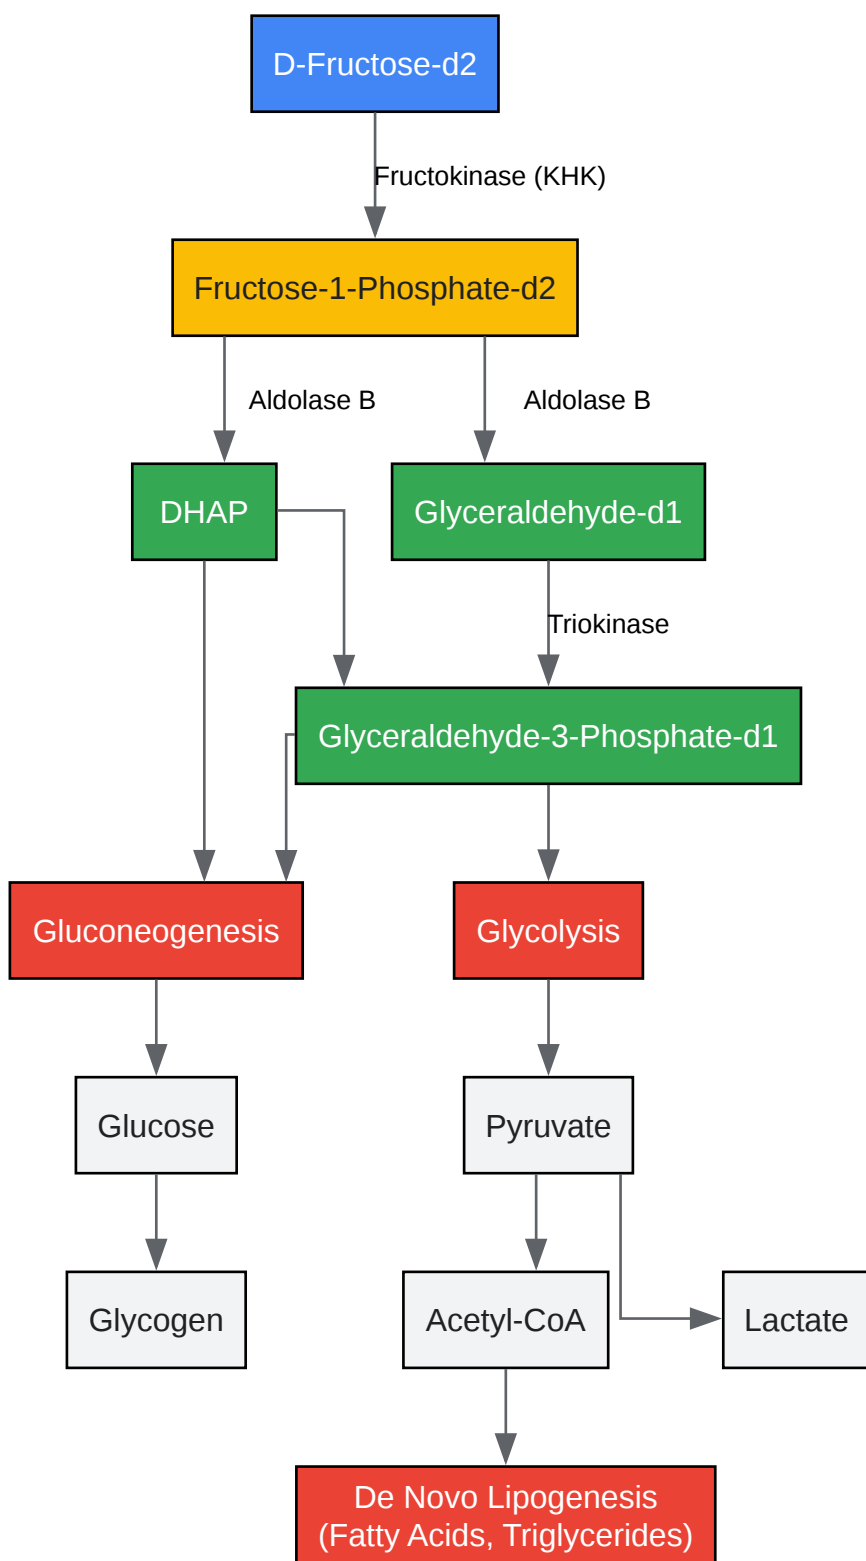 D-Fructose-d2
Fructokinase (KHK)
Fructose-1-Phosphate-d2
Aldolase B
Aldolase B
DHAP
Glyceraldehyde-d1
Triokinase
Glyceraldehyde-3-Phosphate-d1
Gluconeogenesis
Glycolysis
Glucose
Pyruvate
Glycogen
Acetyl-CoA
Lactate
De Novo Lipogenesis
(Fatty Acids, Triglycerides)